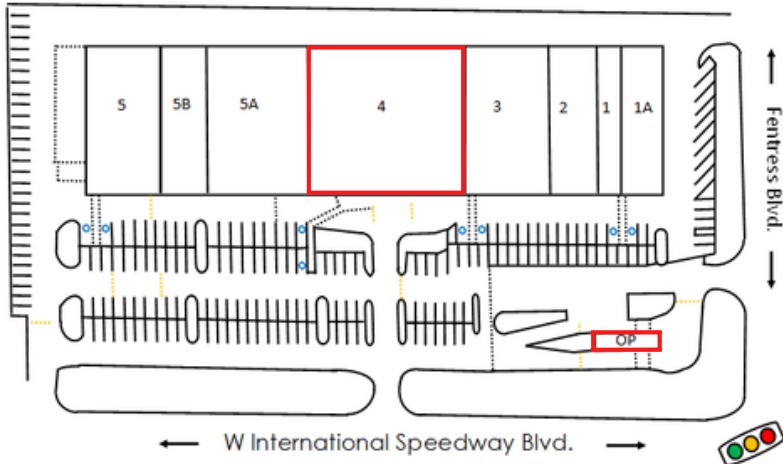 5
5B
5A
4
3
2
1
1A
Fentress Blvd.
OP
W International Speedway Blvd.